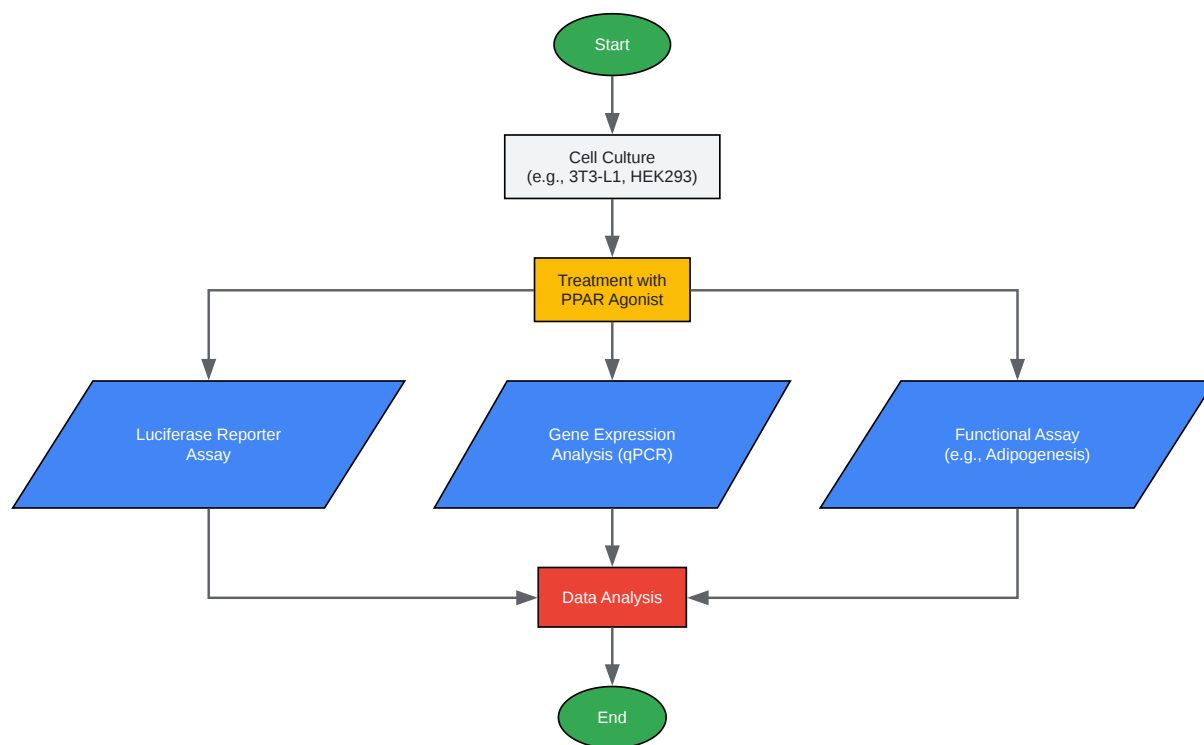 Start
Cell Culture
(e.g., 3T3-L1, HEK293)
Treatment with
PPAR Agonist
Luciferase Reporter
Assay
Gene Expression
Analysis (qPCR)
Functional Assay
(e.g., Adipogenesis)
Data Analysis
End